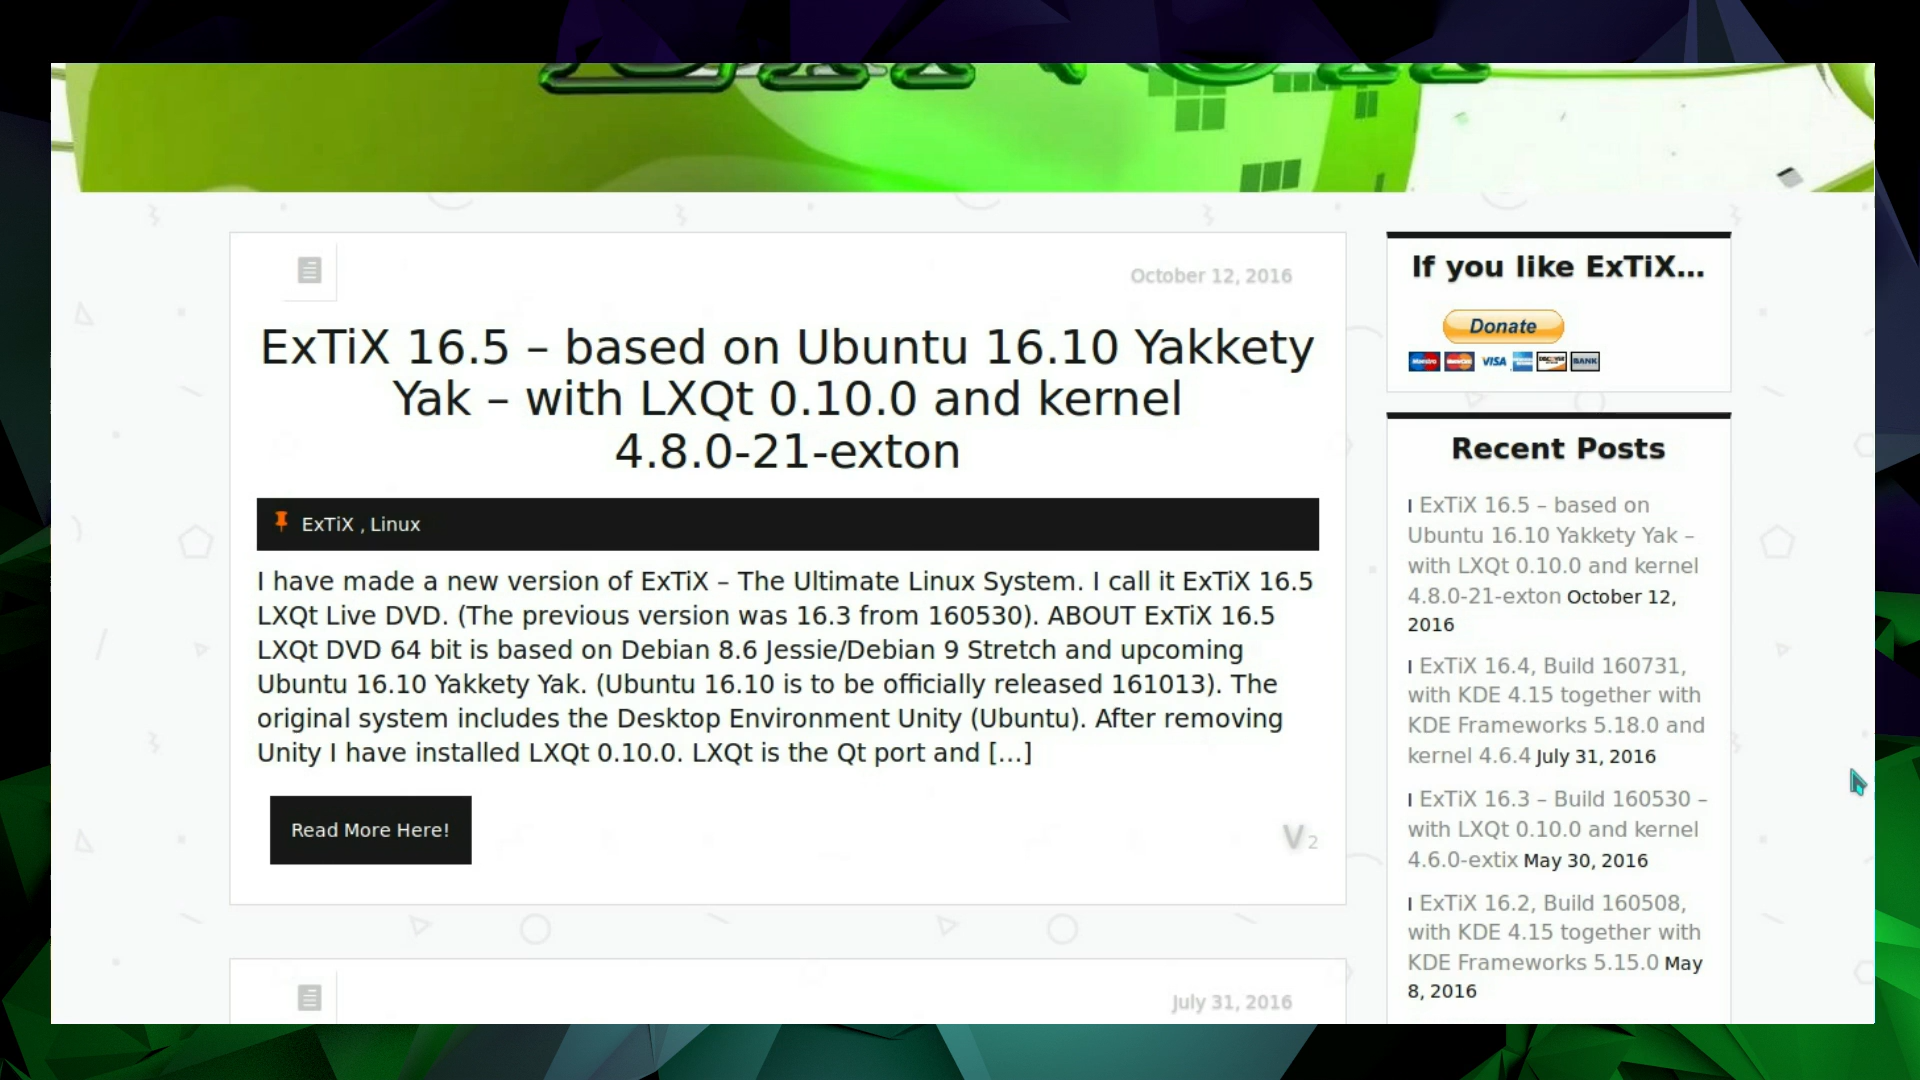 October 12, 2016
ExTiX 16.5 – based on Ubuntu 16.10 Yakkety
Yak – with LXQt 0.10.0 and kernel
4.8.0-21-exton
ExTiX , Linux
I have made a new version of ExTiX – The Ultimate Linux System. I call it ExTiX 16.5
LXQt Live DVD. (The previous version was 16.3 from 160530). ABOUT ExTiX 16.5
LXQt DVD 64 bit is based on Debian 8.6 Jessie/Debian 9 Stretch and upcoming
Ubuntu 16.10 Yakkety Yak. (Ubuntu 16.10 is to be officially released 161013). The
original system includes the Desktop Environment Unity (Ubuntu). After removing
Unity I have installed LXQt 0.10.0. LXQt is the Qt port and [...]
Read More Here!
V 2
July 31, 2016
If you like ExTiX...
Donate
Maestro MasterCard VISA DISCOVER BANK
Recent Posts
ExTiX 16.5 – based on
Ubuntu 16.10 Yakkety Yak –
with LXQt 0.10.0 and kernel
4.8.0-21-exton October 12,
2016
ExTiX 16.4, Build 160731,
with KDE 4.15 together with
KDE Frameworks 5.18.0 and
kernel 4.6.4 July 31, 2016
ExTiX 16.3 – Build 160530 –
with LXQt 0.10.0 and kernel
4.6.0-extix May 30, 2016
ExTiX 16.2, Build 160508,
with KDE 4.15 together with
KDE Frameworks 5.15.0 May
8, 2016